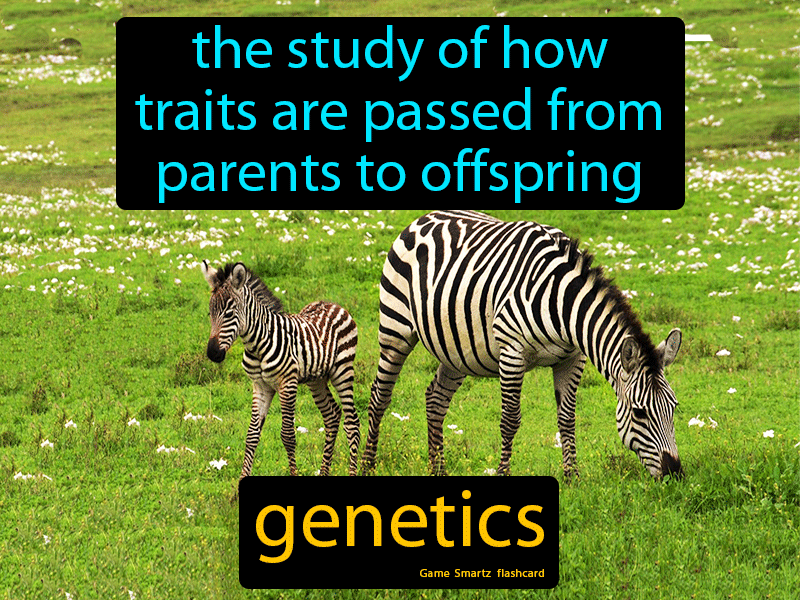 the study of how
traits are passed from
parents to offspring
genetics
Game Smartz flashcard